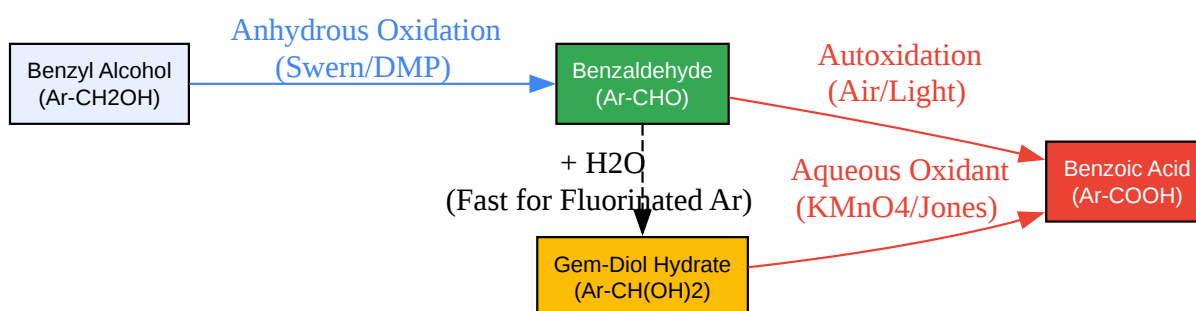 Anhydrous Oxidation
(Swern/DMP)
Benzyl Alcohol
(Ar-CH2OH)
Benzaldehyde
(Ar-CHO)
Autoxidation
(Air/Light)
+ H2O
(Fast for Fluorinated Ar)
Aqueous Oxidant
(KMnO4/Jones)
Benzoic Acid
(Ar-COOH)
Gem-Diol Hydrate
(Ar-CH(OH)2)